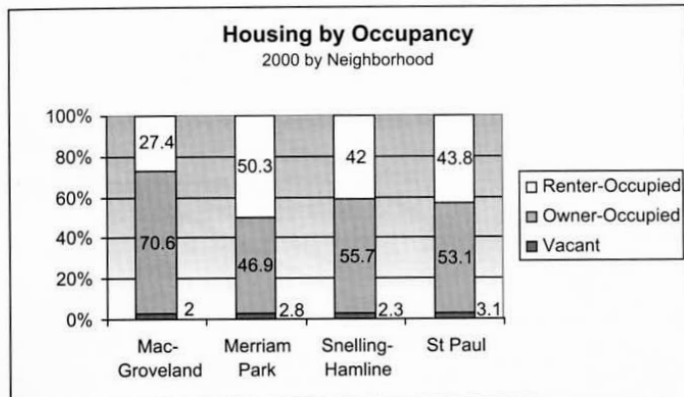 Housing by Occupancy
2000 by Neighborhood
100%
80%
60%
40%
20%
0%
27.4
50.3
42
43.8
70.6
46.9
55.7
53.1
2
2.8
2.3
3.1
Mac-
Groveland
Merriam
Park
Snelling-
Hamline
St Paul
Renter-Occupied
Owner-Occupied
Vacant